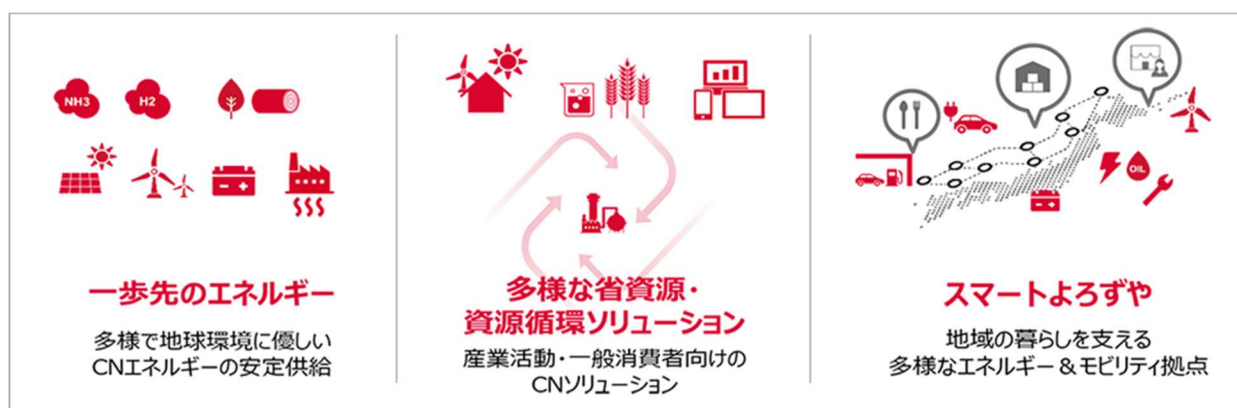 NH3
H2
一歩先のエネルギー
多様で地球環境に優しい
CNエネルギーの安定供給
多様な省資源・
資源循環ソリューション
産業活動・一般消費者向けの
CNソリューション
OIL
スマートよろずや
地域の暮らしを支える
多様なエネルギー＆モビリティ拠点